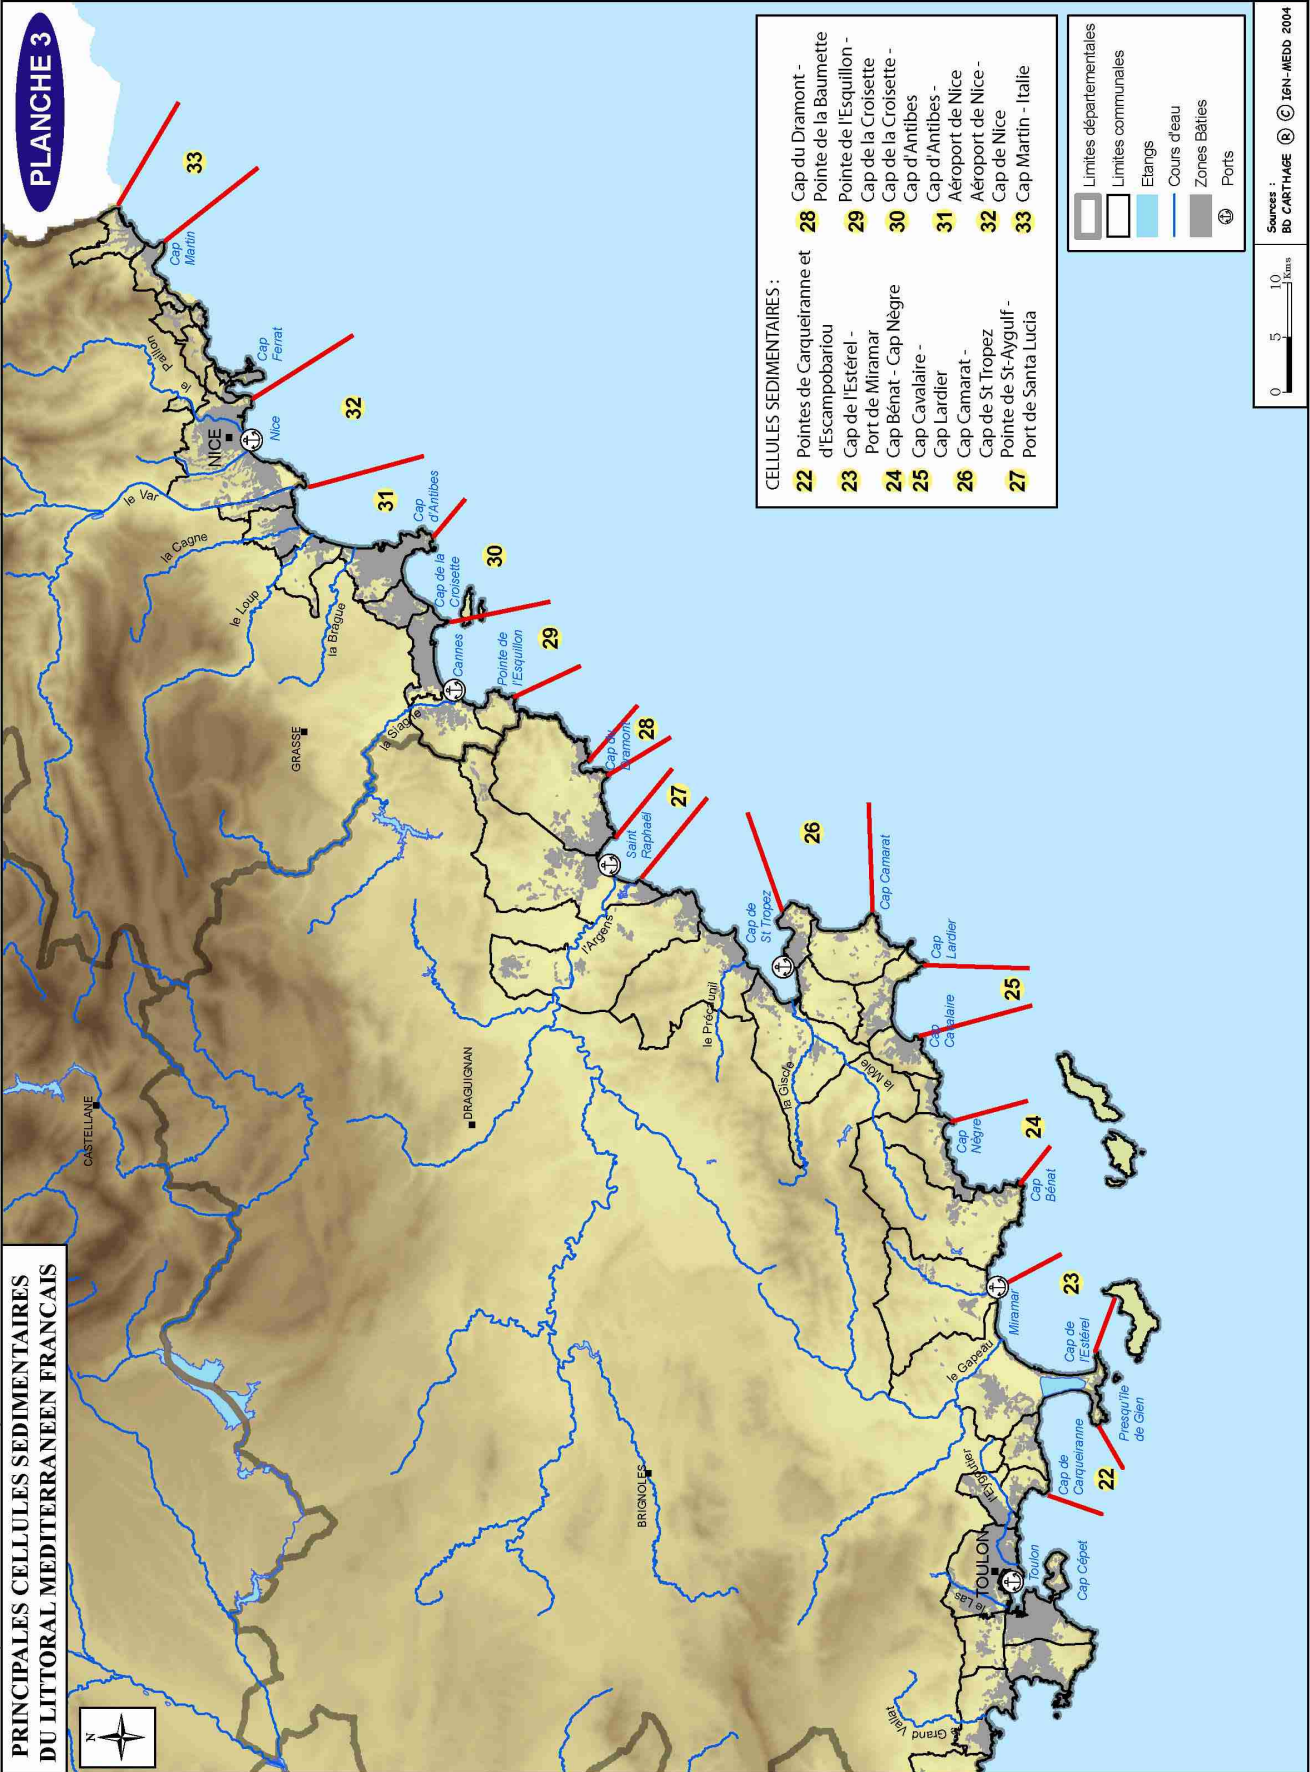 PRINCIPALES CELLULES SEDIMENTAIRES
DU LITTORAL MEDITERRANEEN FRANCAIS
PLANCHE 3
N
CASTELLANE
GRASSE
DRAGUIGNAN
BRIGNOLES
NICE
TOULON
le Paillon
le Var
la Cagne
le Loup
la Brague
la Siagne
l'Argens
le Préconil
la Giscle
la Môle
le Gapeau
l'Eygoutier
le Las
Grand Vallat
Cap
Martin
Cap
Ferrat
Nice
Cap
d'Antibes
Cap de la
Croisette
Cannes
Pointe de
l'Esquillon
Cap du
Dramont
Saint
Raphaël
Cap de
St Tropez
Cap Camarat
Cap
Lardier
Cap
Cavalaire
Cap
Nègre
Cap
Bénat
Miramar
Cap de
l'Estérel
Presqu'île
de Gien
Cap de
Carqueiranne
Toulon
Cap Cépet
33
32
31
30
29
28
27
26
25
24
23
22
CELLULES SEDIMENTAIRES :
22 Pointes de Carqueiranne et
d'Escampobariou
23 Cap de l'Estérel -
Port de Miramar
24 Cap Bénat - Cap Nègre
25 Cap Cavalaire -
Cap Lardier
26 Cap Camarat -
Cap de St Tropez
27 Pointe de St-Aygulf -
Port de Santa Lucia
28 Cap du Dramont -
Pointe de la Baumette
29 Pointe de l'Esquillon -
Cap de la Croisette
30 Cap de la Croisette -
Cap d'Antibes
31 Cap d'Antibes -
Aéroport de Nice
32 Aéroport de Nice -
Cap de Nice
33 Cap Martin - Italie
Limites départementales
Limites communales
Etangs
Cours d'eau
Zones Bâties
Ports
0 5 10
Kms
Sources :
BD CARTHAGE ® © IGN-MEDD 2004